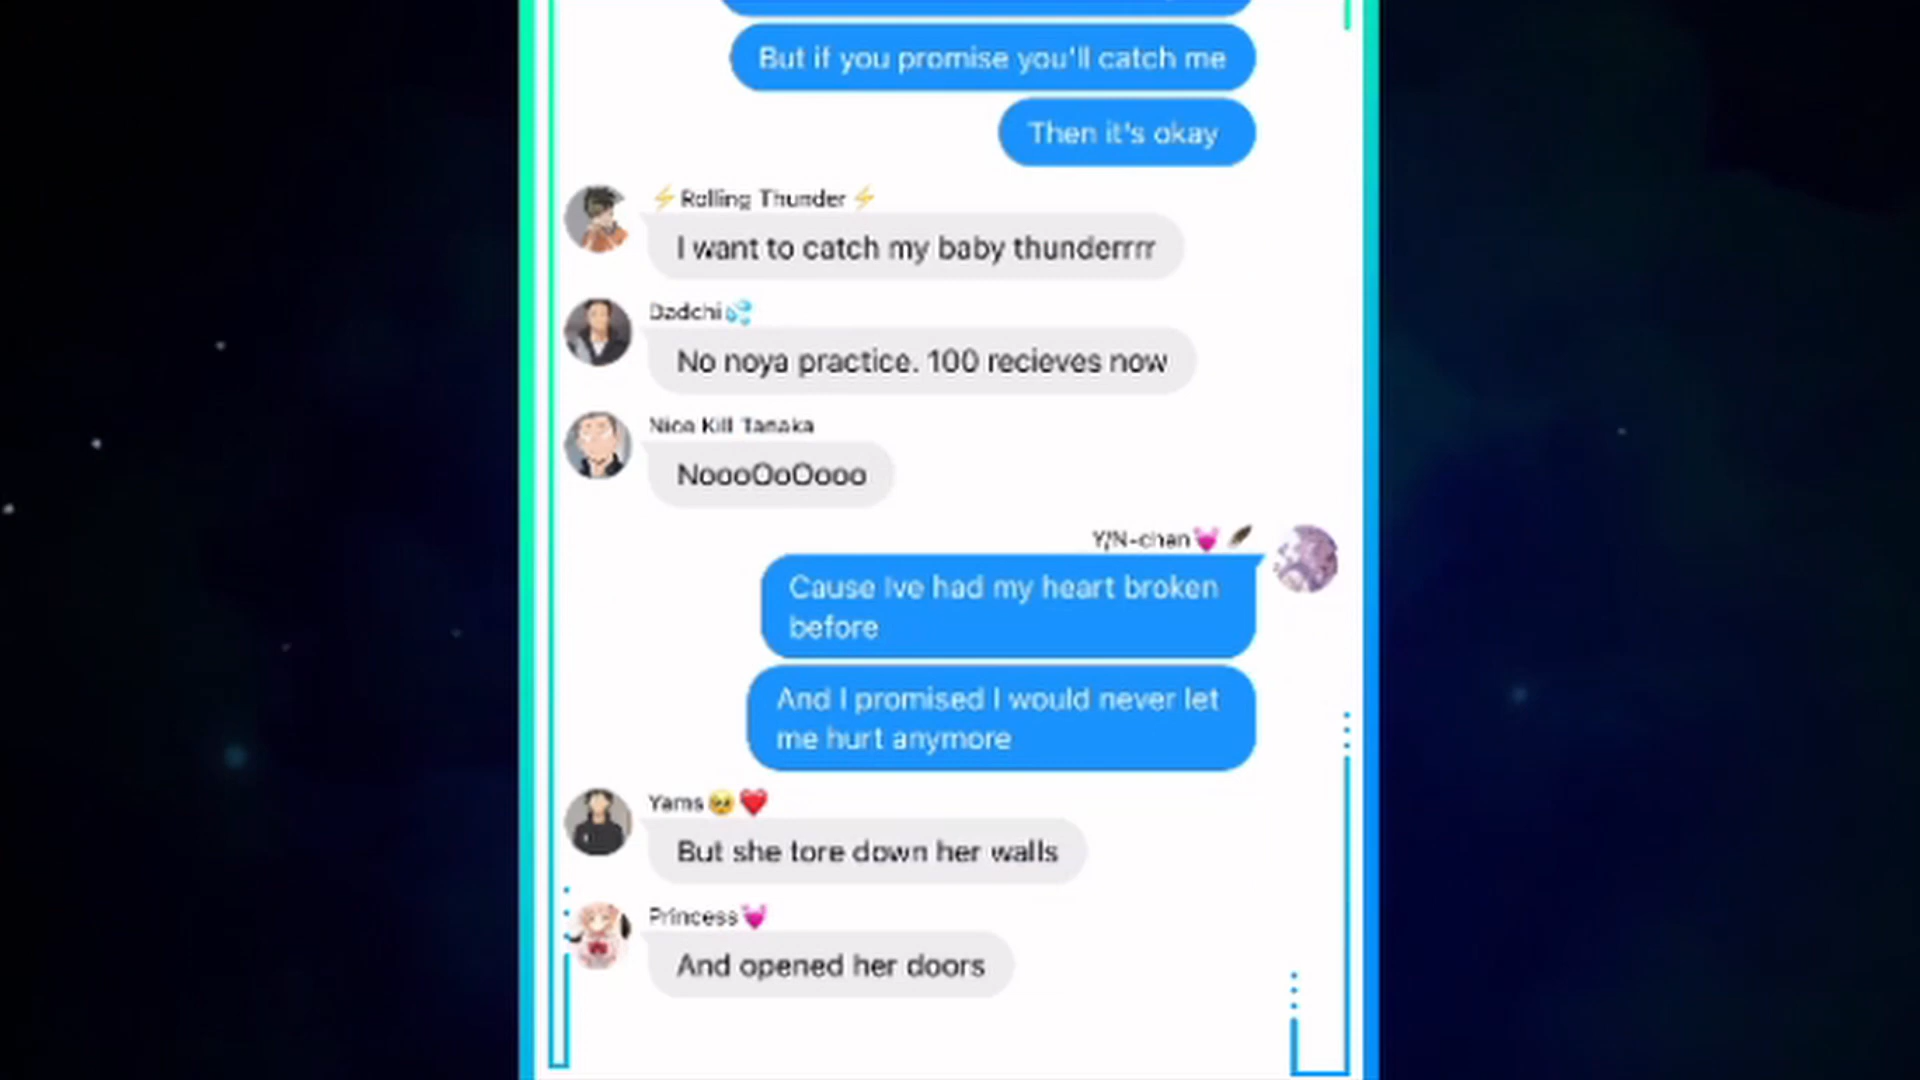 But if you promise you'll catch me
Then it's okay
⚡Rolling Thunder⚡
I want to catch my baby thunderrrr
Dadchi💦
No noya practice. 100 recieves now
Nice Kill Tanaka
NoooOoOooo
Y/N-chan💓🪶
Cause Ive had my heart broken
before
And I promised I would never let
me hurt anymore
Yams🥺❤️
But she tore down her walls
Princess💓
And opened her doors